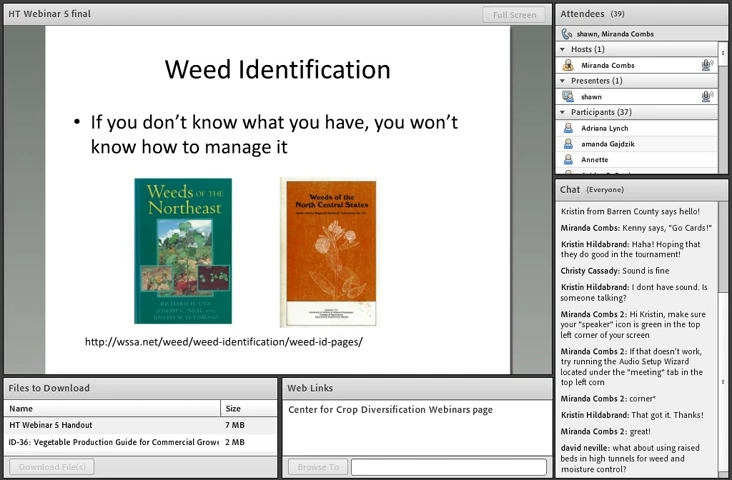 HT Webinar 5 final
Full Screen
Weed Identification
• If you don't know what you have, you won't
know how to manage it
Weeds of the
Northeast
RICHARD H. UVA
JOSEPH C. NEAL AND
JOSEPH M. DITOMASO
Weeds of the
North Central States
http://wssa.net/weed/weed-identification/weed-id-pages/
Files to Download
Name Size
HT Webinar 5 Handout 7 MB
ID-36: Vegetable Production Guide for Commercial Growe 2 MB
Download File(s)
Web Links
Center for Crop Diversification Webinars page
Browse To
Attendees (39)
shawn, Miranda Combs
Hosts (1)
Miranda Combs
Presenters (1)
shawn
Participants (37)
Adriana Lynch
amanda Gajdzik
Annette
Chat (Everyone)
Kristin from Barren County says hello!
Miranda Combs: Kenny says, "Go Cards!"
Kristin Hildabrand: Haha! Hoping that
they do good in the tournament!
Christy Cassady: Sound is fine
Kristin Hildabrand: I dont have sound. Is
someone talking?
Miranda Combs 2: Hi Kristin, make sure
your "speaker" icon is green in the top
left corner of your screen
Miranda Combs 2: If that doesn't work,
try running the Audio Setup Wizard
located under the "meeting" tab in the
top left corn
Miranda Combs 2: corner*
Kristin Hildabrand: That got it. Thanks!
Miranda Combs 2: great!
david neville: what about using raised
beds in high tunnels for weed and
moisture control?